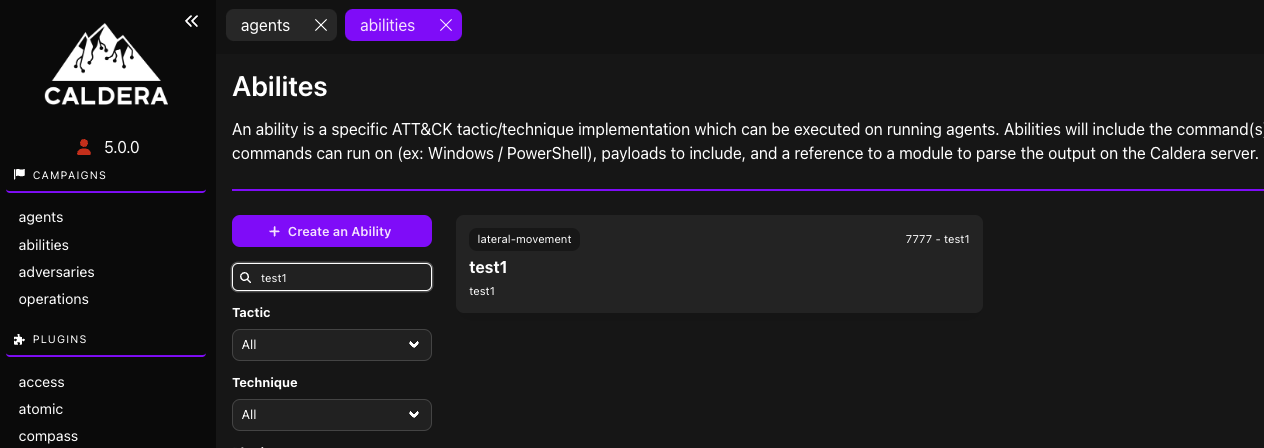 agents
abilities
CALDERA
5.0.0
CAMPAIGNS
agents
abilities
adversaries
operations
PLUGINS
access
atomic
compass
Abilites
An ability is a specific ATT&CK tactic/technique implementation which can be executed on running agents. Abilities will include the command(s
commands can run on (ex: Windows / PowerShell), payloads to include, and a reference to a module to parse the output on the Caldera server.
+ Create an Ability
test1
Tactic
All
Technique
All
lateral-movement
7777 - test1
test1
test1